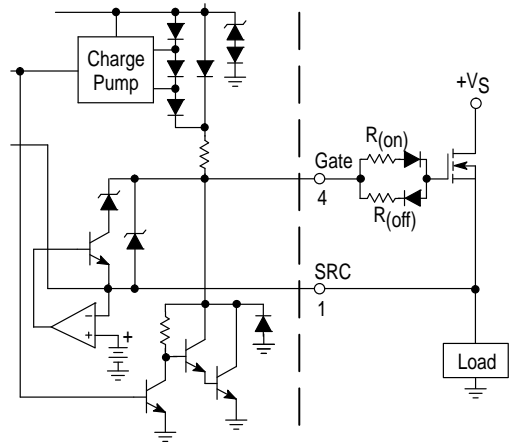 Charge
Pump
+VS
R(on)
Gate
4
R(off)
SRC
1
−
+
+
Load